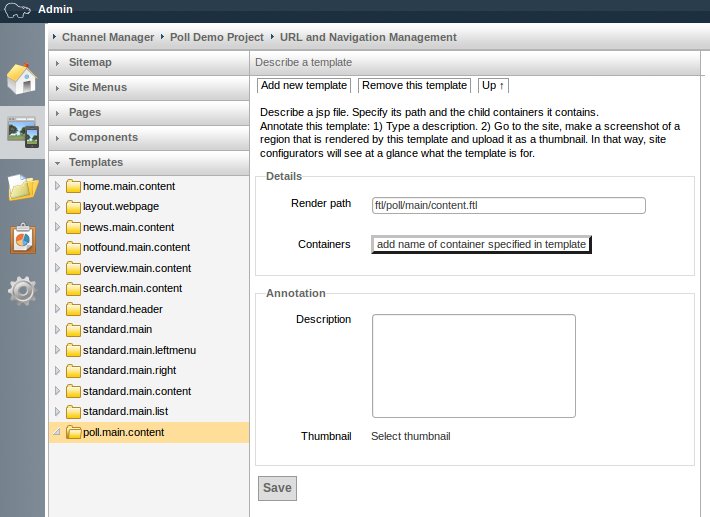 Admin
Channel Manager Poll Demo Project URL and Navigation Management
Sitemap
Site Menus
Pages
Components
Templates
home.main.content
layout.webpage
news.main.content
notfound.main.content
overview.main.content
search.main.content
standard.header
standard.main
standard.main.leftmenu
standard.main.right
standard.main.content
standard.main.list
poll.main.content
Describe a template
Add new template Remove this template Up ↑
Describe a jsp file. Specify its path and the child containers it contains.
Annotate this template: 1) Type a description. 2) Go to the site, make a screenshot of a
region that is rendered by this template and upload it as a thumbnail. In that way, site
configurators will see at a glance what the template is for.
Details
Render path ftl/poll/main/content.ftl
Containers add name of container specified in template
Annotation
Description
Thumbnail Select thumbnail
Save